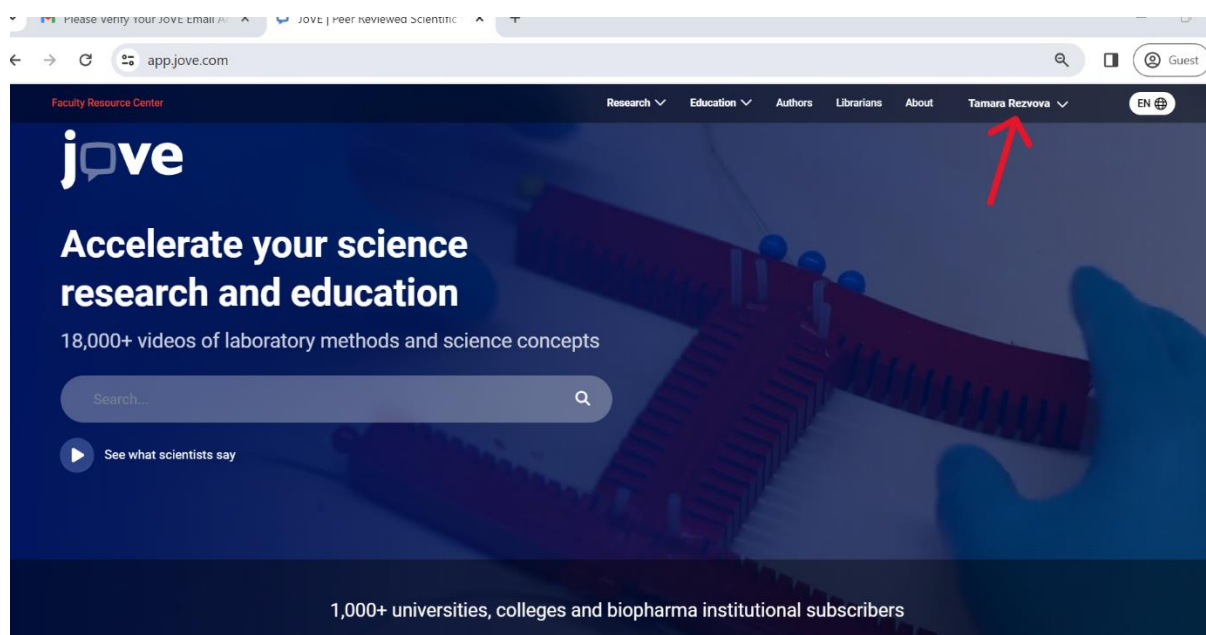 Please Verify Your JoVE Email A
JoVE | Peer Reviewed Scientific
app.jove.com
Guest
Faculty Resource Center
Research
Education
Authors
Librarians
About
Tamara Rezvova
EN
jove
Accelerate your science
research and education
18,000+ videos of laboratory methods and science concepts
Search...
See what scientists say
1,000+ universities, colleges and biopharma institutional subscribers